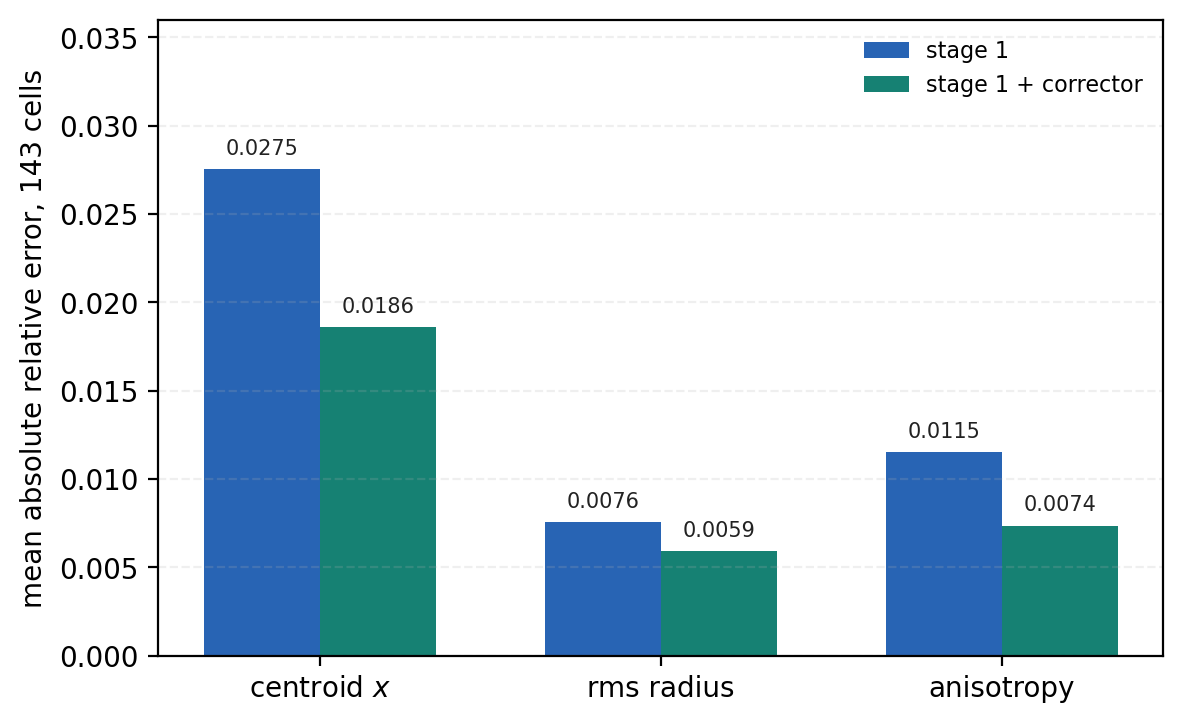 mean absolute relative error, 143 cells
0.035
0.030
0.025
0.020
0.015
0.010
0.005
0.000
stage 1
stage 1 + corrector
0.0275
0.0186
0.0076
0.0059
0.0115
0.0074
centroid x
rms radius
anisotropy